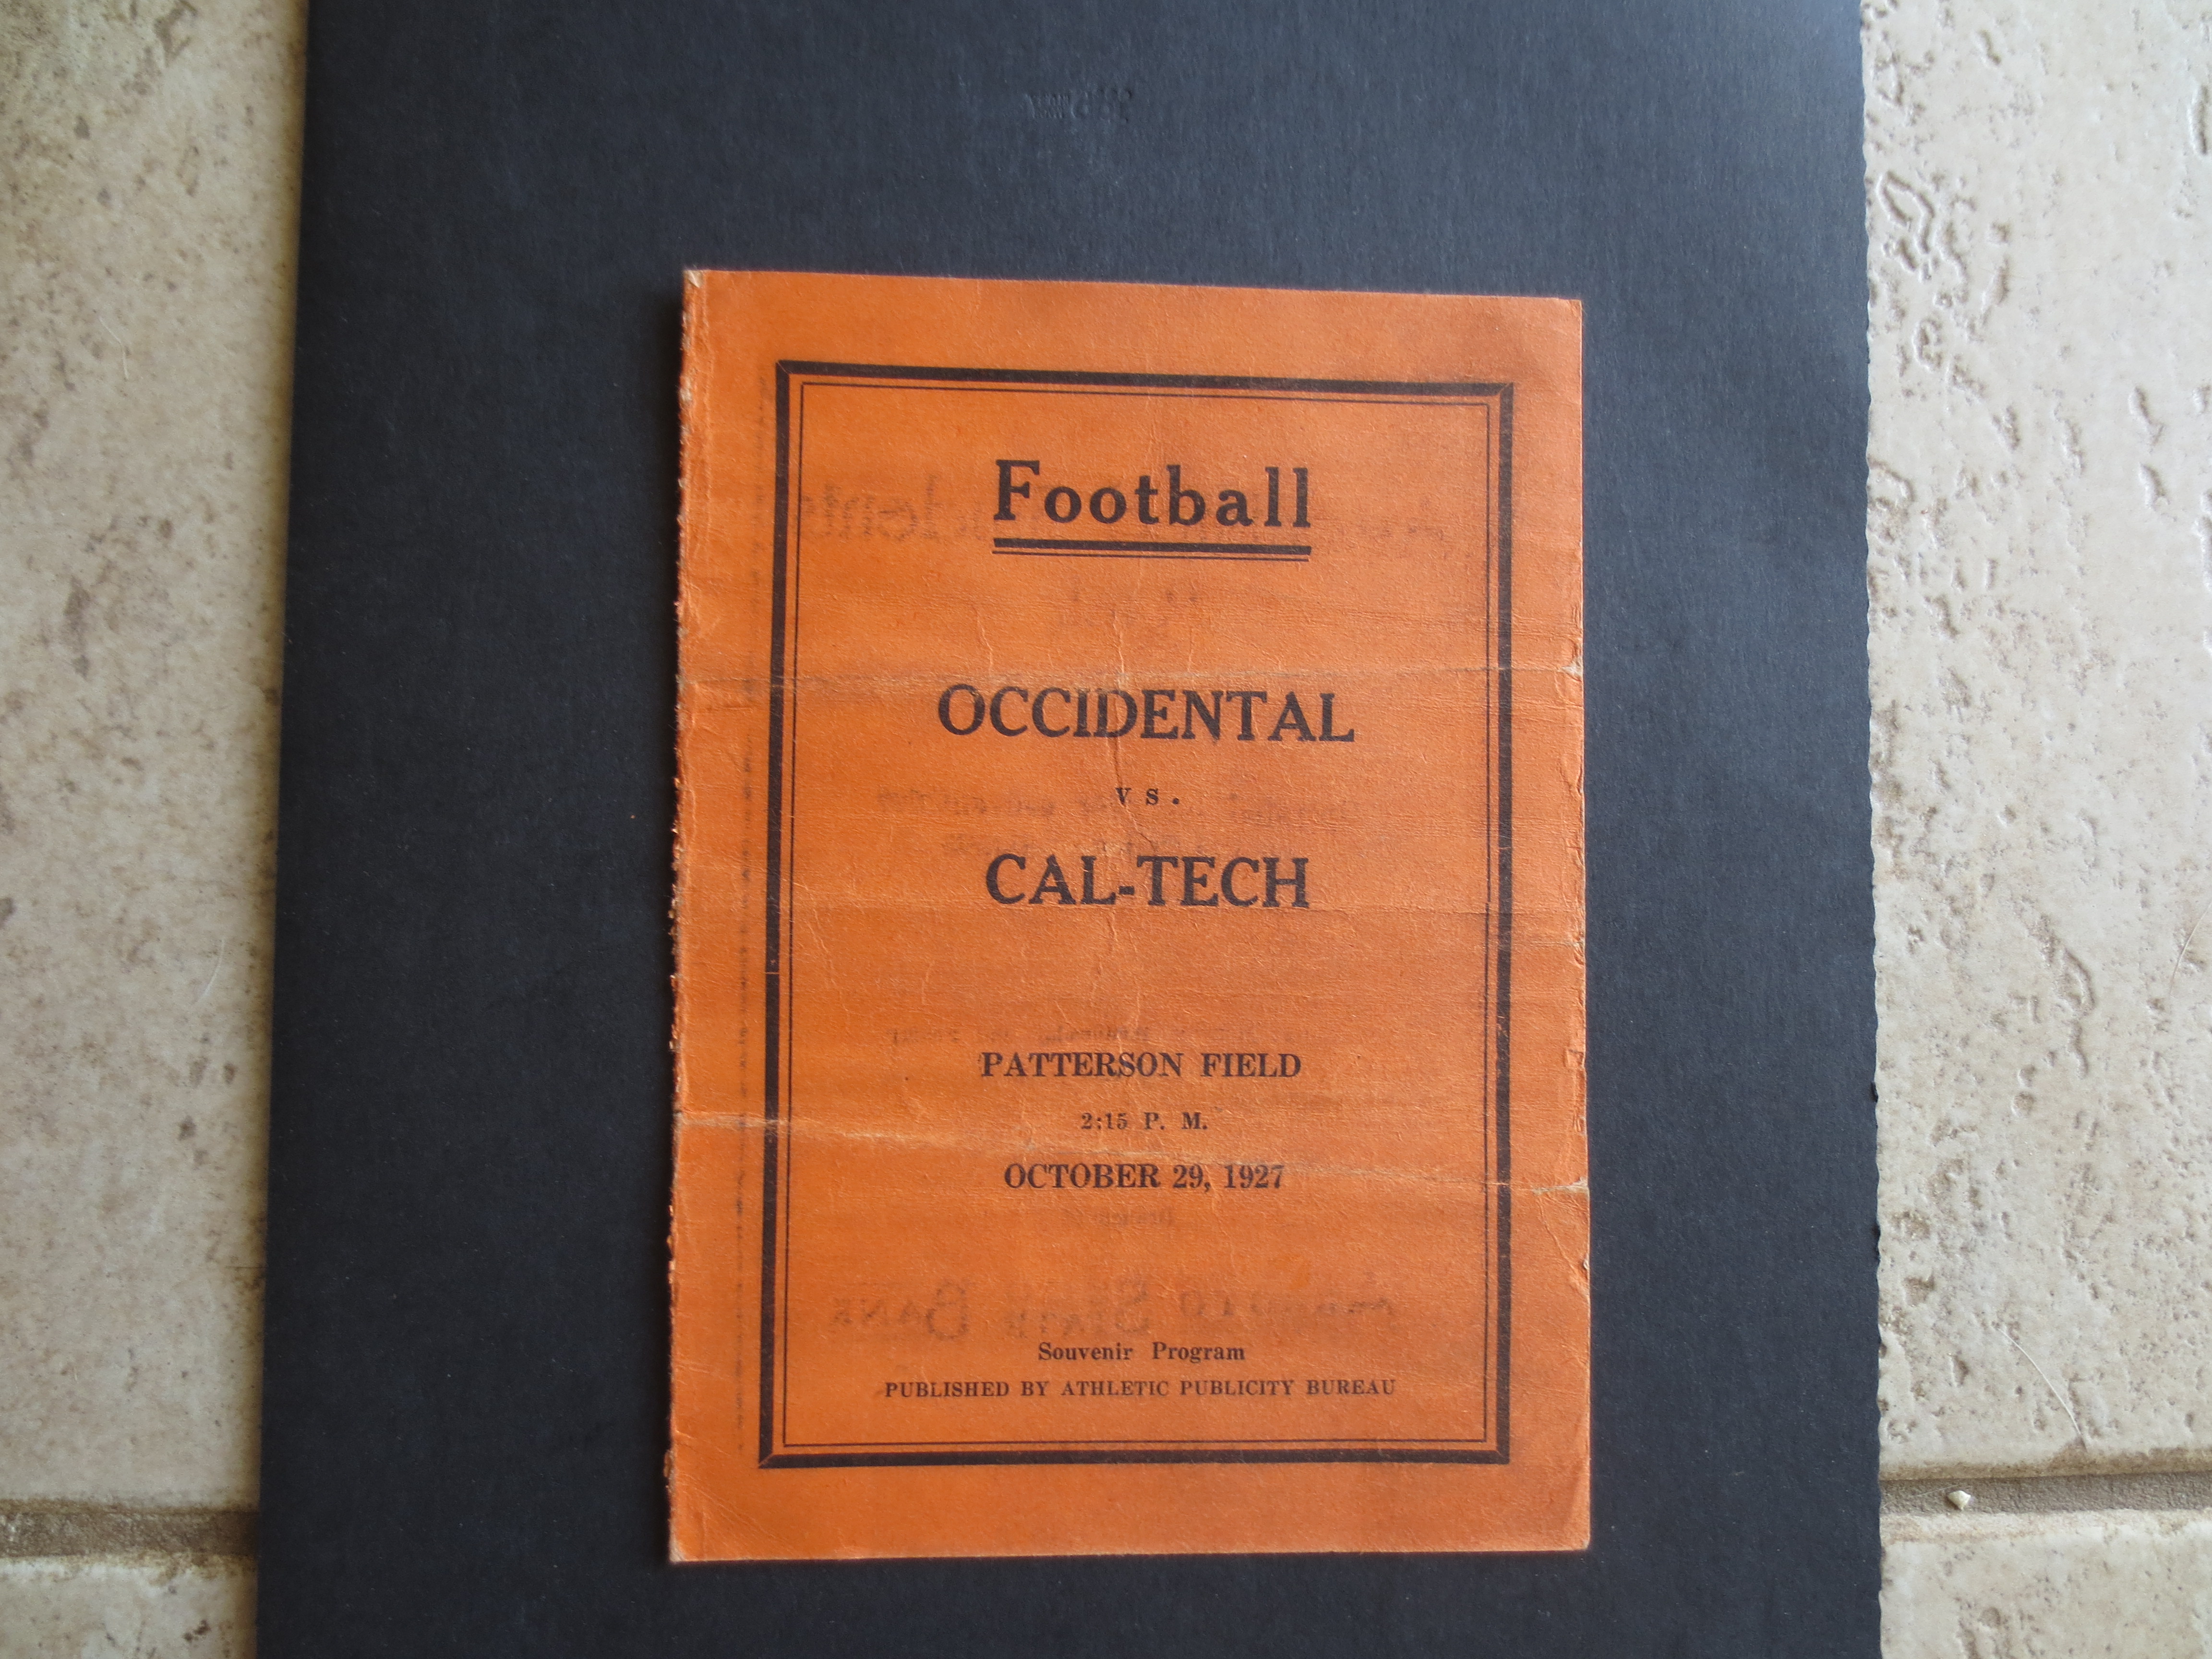 Football
OCCIDENTAL
vs.
CAL-TECH
PATTERSON FIELD
2:15 P. M.
OCTOBER 29, 1927
Souvenir Program
PUBLISHED BY ATHLETIC PUBLICITY BUREAU